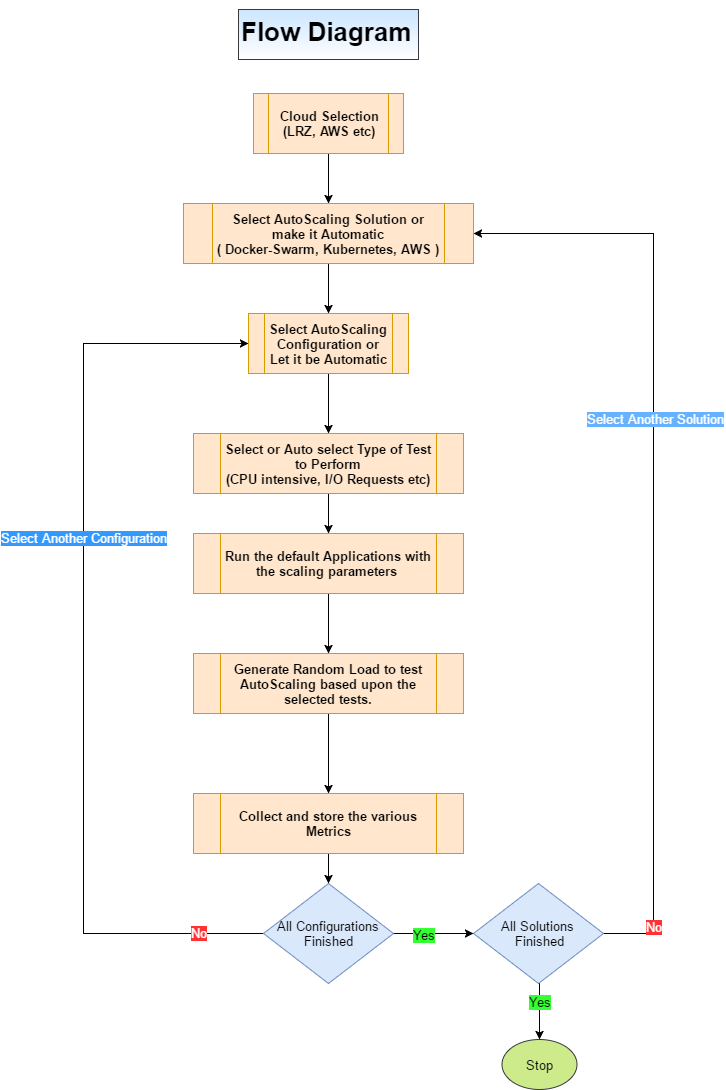 Flow Diagram
Cloud Selection
(LRZ, AWS etc)
Select AutoScaling Solution or
make it Automatic
( Docker-Swarm, Kubernetes, AWS )
Select AutoScaling
Configuration or
Let it be Automatic
Select Another Solution
Select or Auto select Type of Test
to Perform
(CPU intensive, I/O Requests etc)
Select Another Configuration
Run the default Applications with
the scaling parameters
Generate Random Load to test
AutoScaling based upon the
selected tests.
Collect and store the various
Metrics
All Configurations
Finished
No
Yes
All Solutions
Finished
No
Yes
Stop